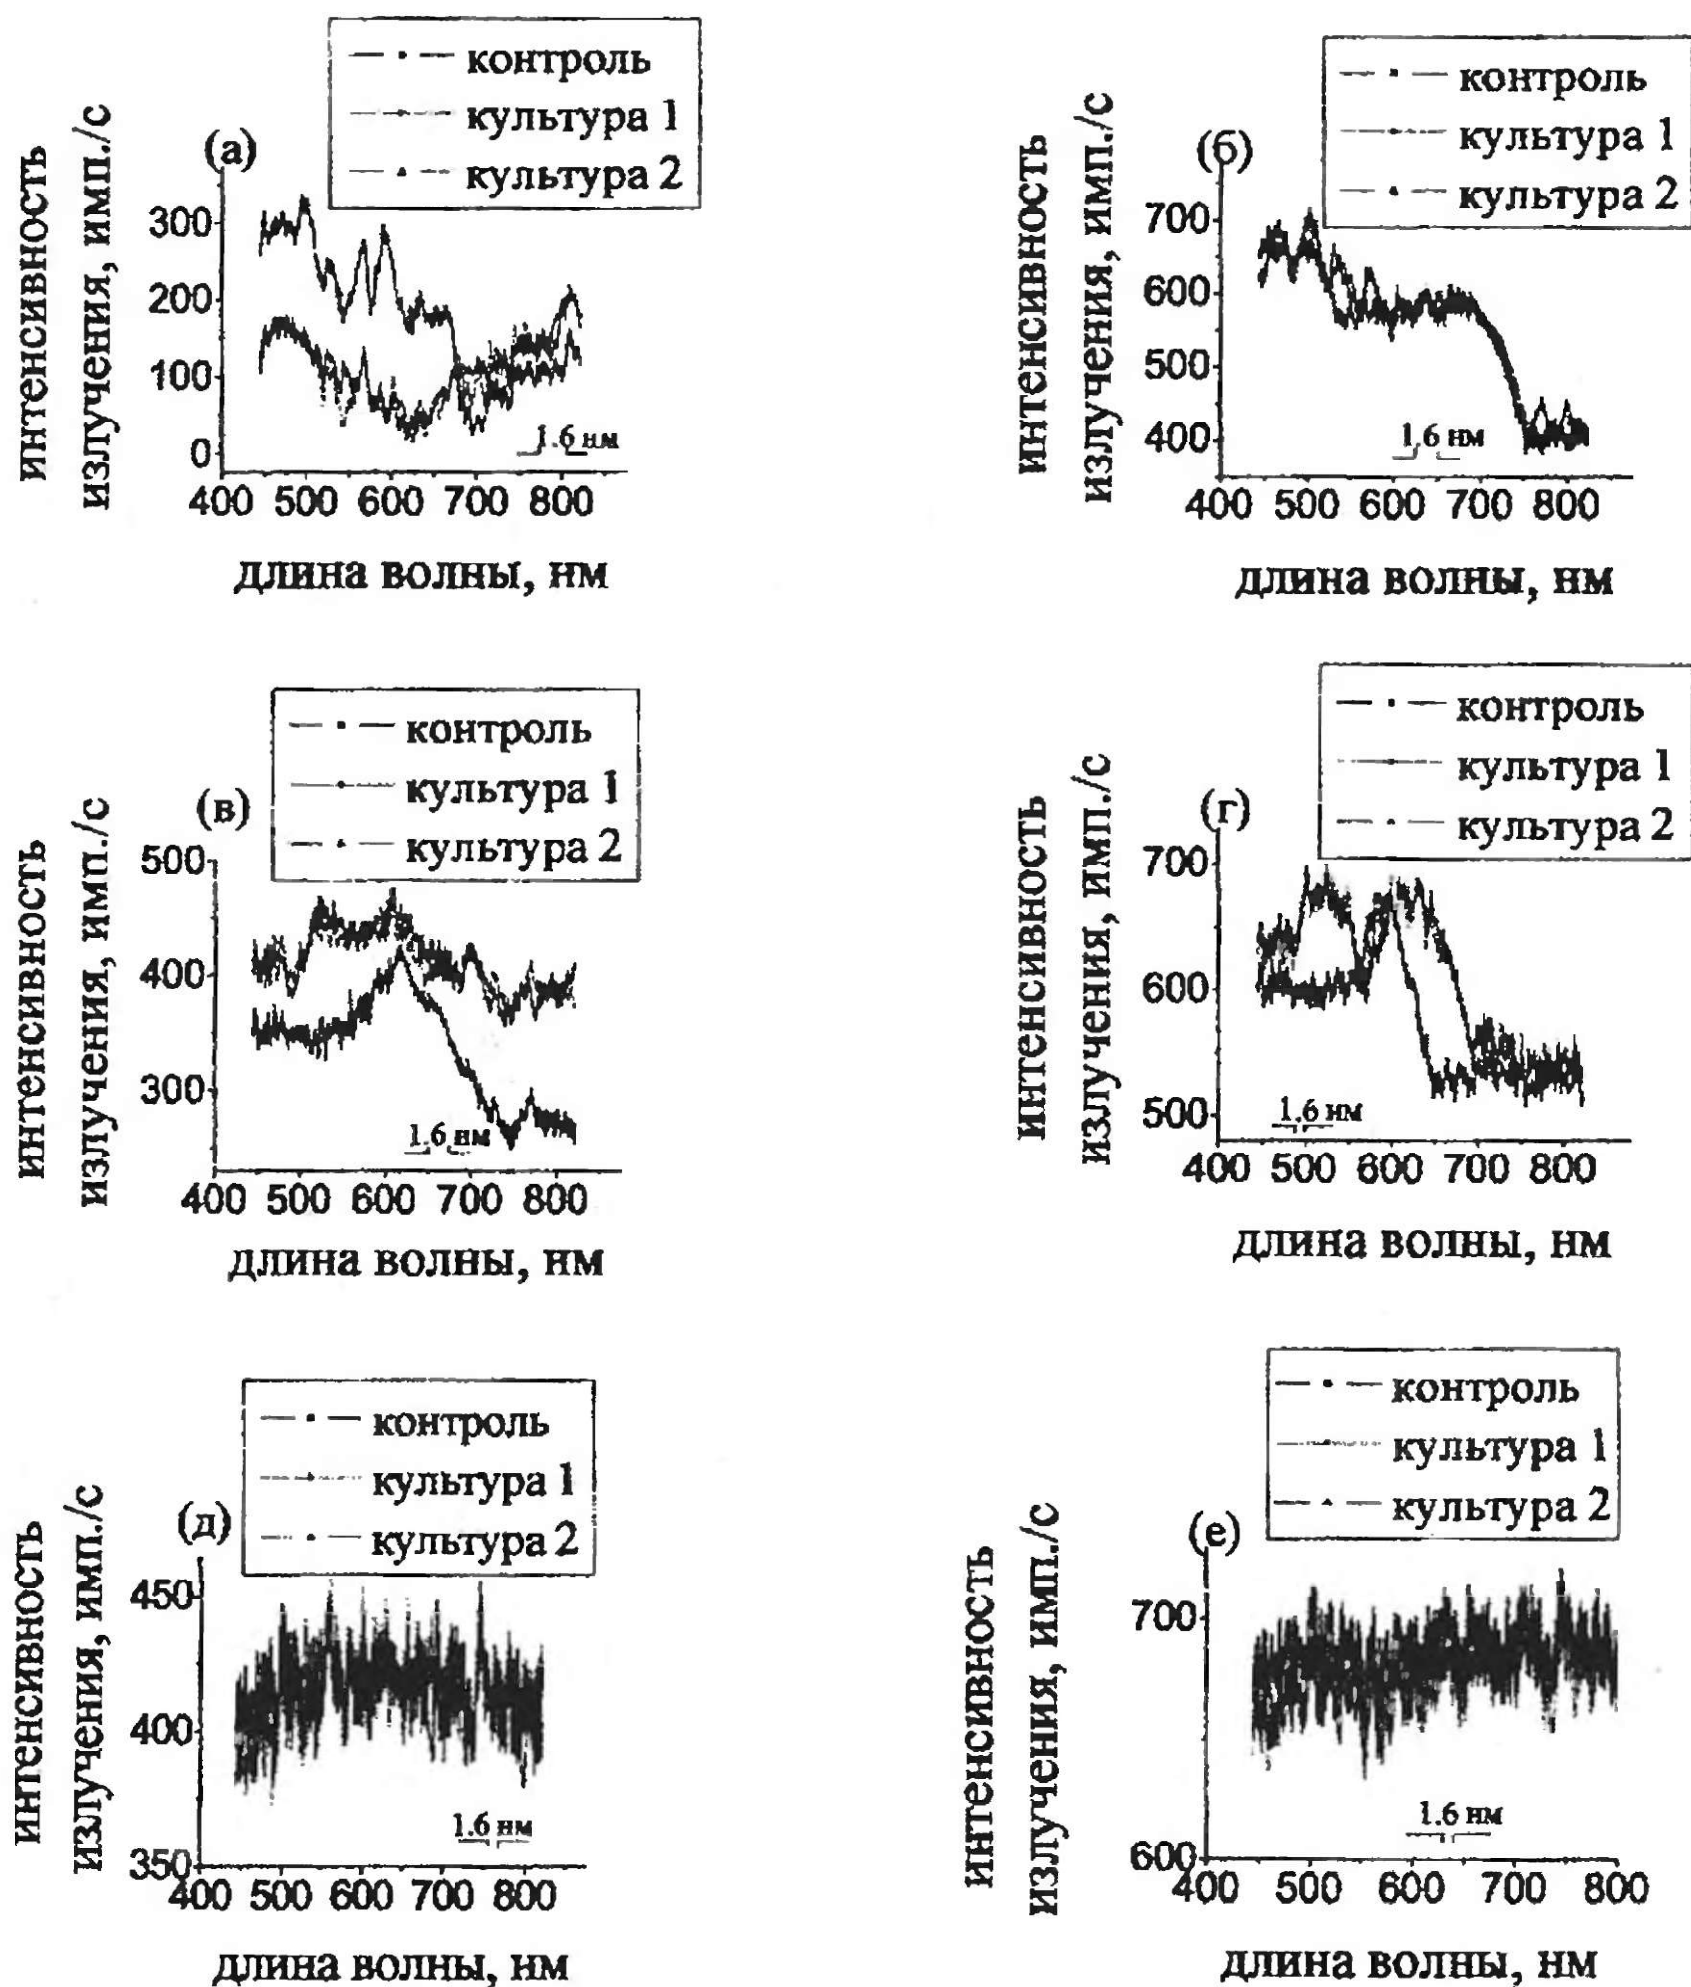 контроль
культура 1
культура 2
(а)
интенсивность
излучения, имп./с
300
200
100
0
1.6 нм
400 500 600 700 800
длина волны, нм
контроль
культура 1
культура 2
(б)
интенсивность
излучения, имп./с
700
600
500
400
1.6 нм
400 500 600 700 800
длина волны, нм
контроль
культура 1
культура 2
(в)
интенсивность
излучения, имп./с
500
400
300
1.6 нм
400 500 600 700 800
длина волны, нм
контроль
культура 1
культура 2
(г)
интенсивность
излучения, имп./с
700
600
500
1.6 нм
400 500 600 700 800
длина волны, нм
контроль
культура 1
культура 2
(д)
интенсивность
излучения, имп./с
450
400
350
1.6 нм
400 500 600 700 800
длина волны, нм
контроль
культура 1
культура 2
(е)
интенсивность
излучения, имп./с
700
600
1.6 нм
400 500 600 700 800
длина волны, нм